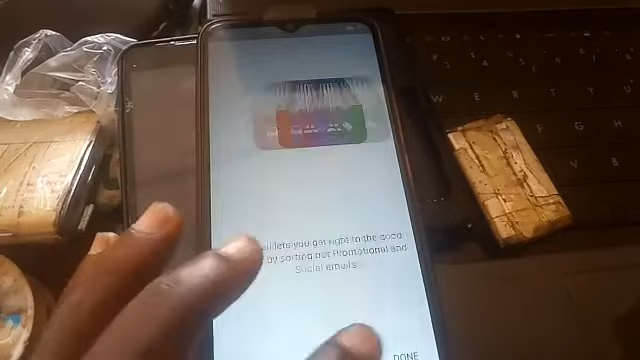 lets you get right to the good
by sorting out Promotional and
Social emails
DONE
W E R T U
F G H
V B